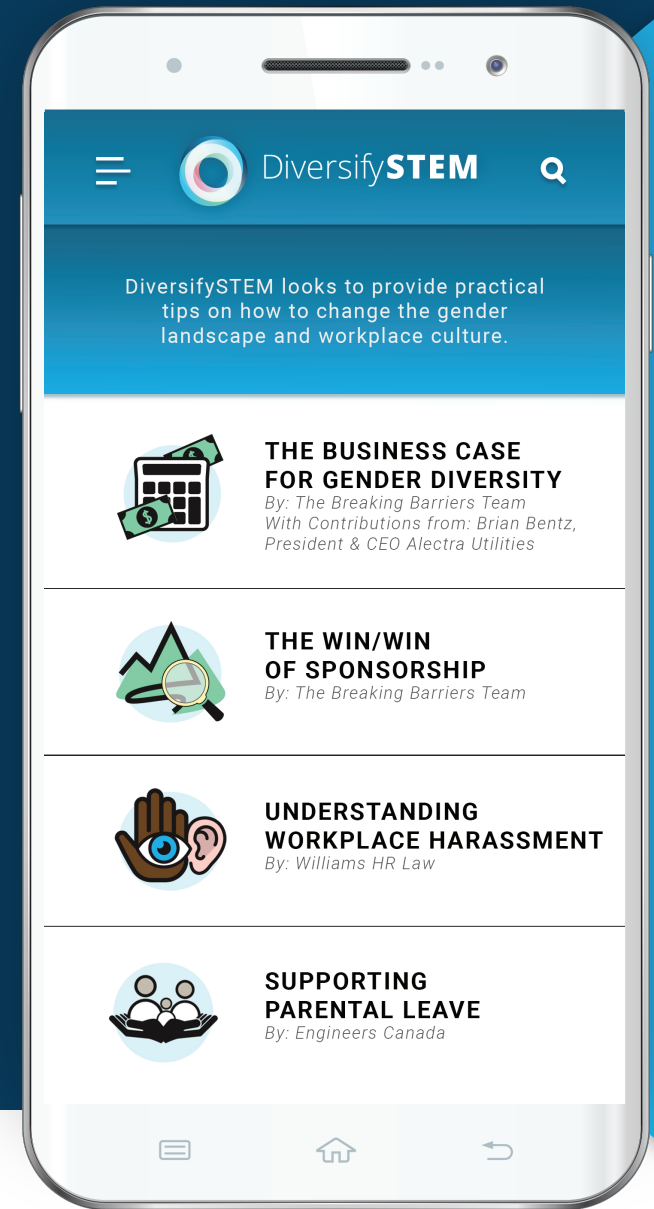 DiversifySTEM
DiversifySTEM looks to provide practical
tips on how to change the gender
landscape and workplace culture.
THE BUSINESS CASE
FOR GENDER DIVERSITY
By: The Breaking Barriers Team
With Contributions from: Brian Bentz,
President & CEO Alectra Utilities
THE WIN/WIN
OF SPONSORSHIP
By: The Breaking Barriers Team
UNDERSTANDING
WORKPLACE HARASSMENT
By: Williams HR Law
SUPPORTING
PARENTAL LEAVE
By: Engineers Canada